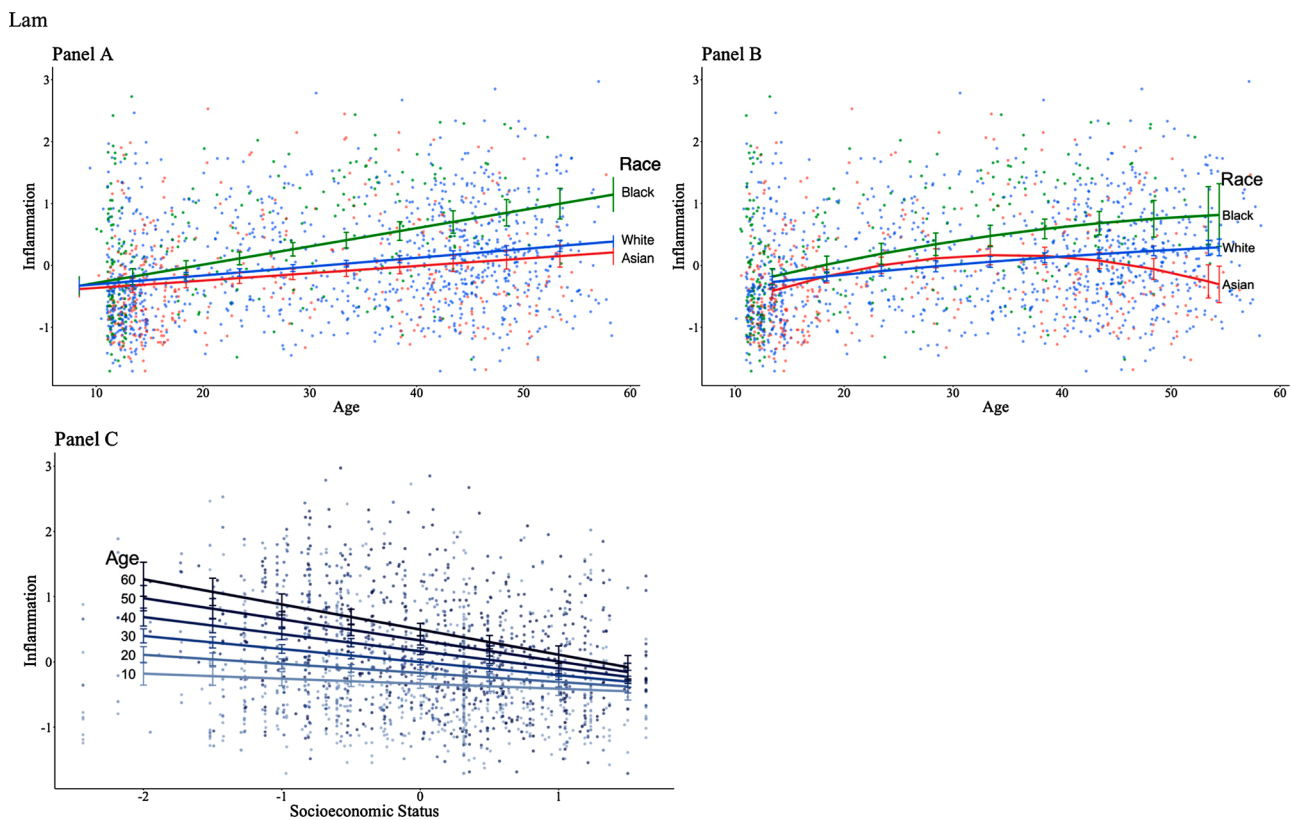 Lam
Panel A
Inflammation
3
2
1
0
-1
Race
Black
White
Asian
10 20 30 40 50 60
Age
Panel B
Inflammation
3
2
1
0
-1
Race
Black
White
Asian
10 20 30 40 50 60
Age
Panel C
Inflammation
3
2
1
0
-1
Age
60
50
40
30
20
10
-2 -1 0 1
Socioeconomic Status